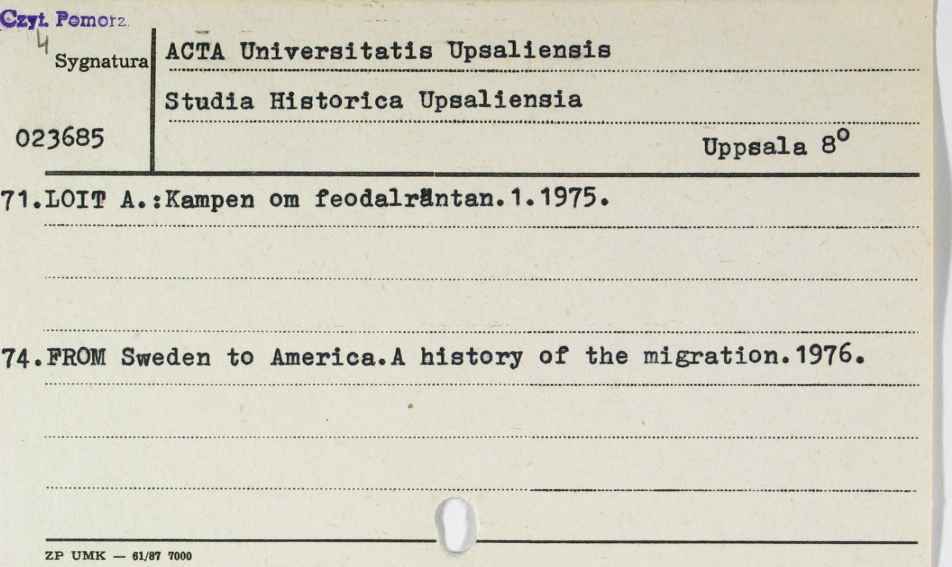 Czyt. Pomorz.
4
Sygnatura
ACTA Universitatis Upsaliensis
Studia Historica Upsaliensia
023685
Uppsala 8°
71.LOIT A.:Kampen om feodalräntan.1.1975.
74.FROM Sweden to America.A history of the migration.1976.
ZP UMK — 61/87 7000